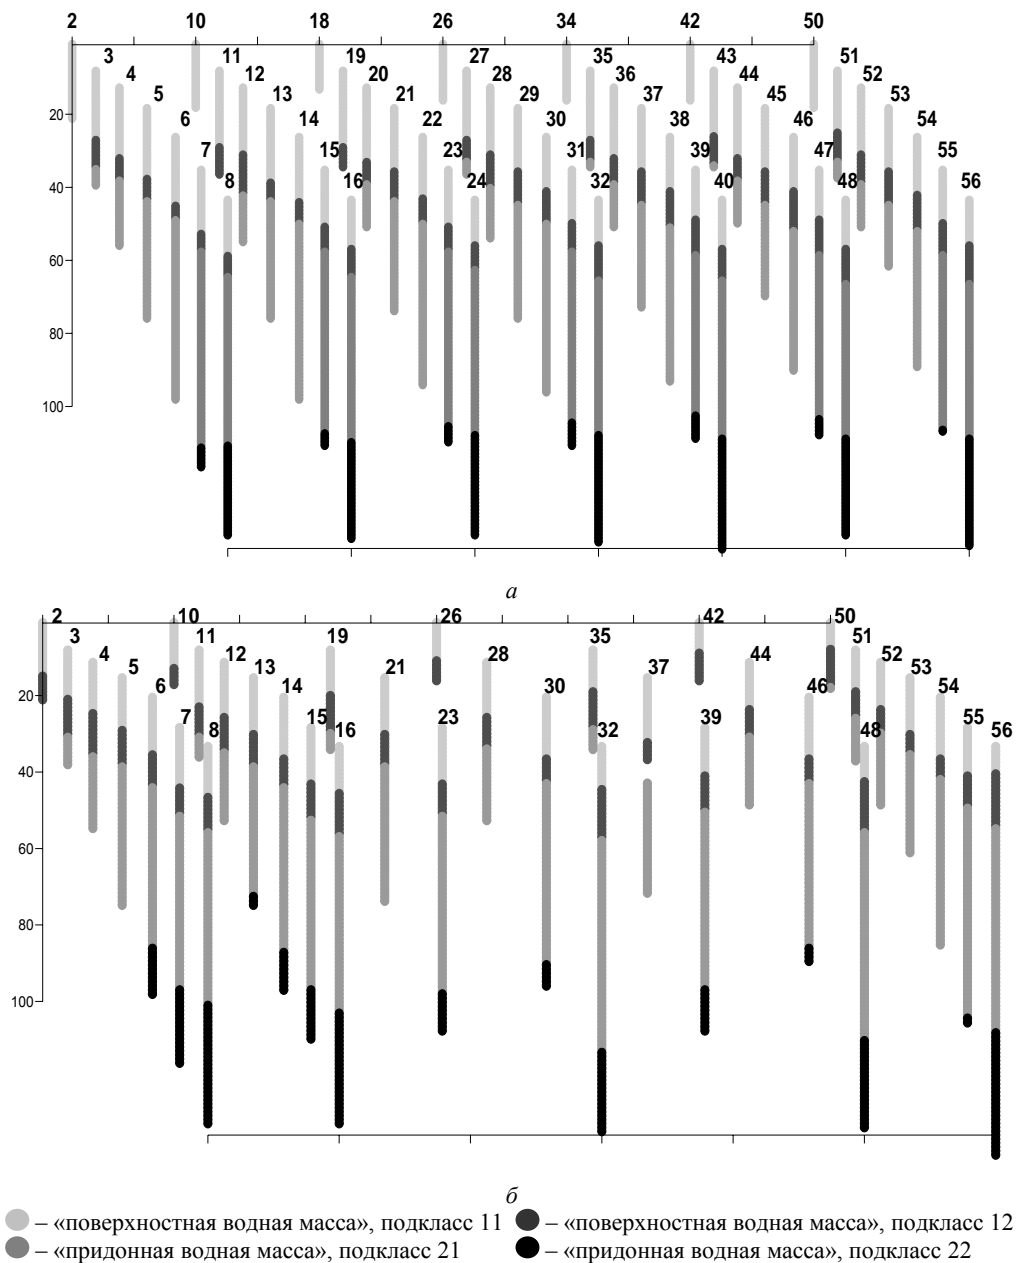 2 10 18 26 34 42 50
3 11 19 27 35 43 51
4 12 20 28 36 44 52
5 13 21 29 37 45 53
20
6 14 22 30 38 46 54
7 15 23 31 39 47 55
8 16 24 32 40 48 56
40
60
80
100
а
2 10 26 42 50
3 11 19 35 51
4 12 28 44 52
5 13 21 37 53
6 14 30 46 54
20
7 15 23 39 55
8 16 32 48 56
40
60
80
100
б
– «поверхностная водная масса», подкласс 11 – «поверхностная водная масса», подкласс 12
– «придонная водная масса», подкласс 21 – «придонная водная масса», подкласс 22